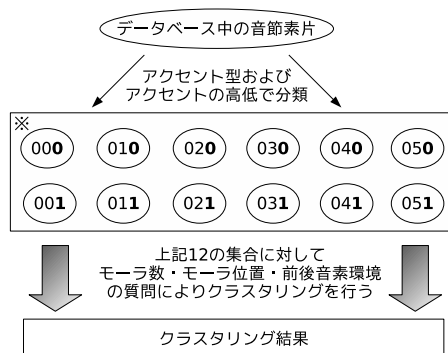 データベース中の音節素片
アクセント型および
アクセントの高低で分類
※
000 010 020 030 040 050
001 011 021 031 041 051
上記12の集合に対して
モーラ数・モーラ位置・前後音素環境
の質問によりクラスタリングを行う
クラスタリング結果